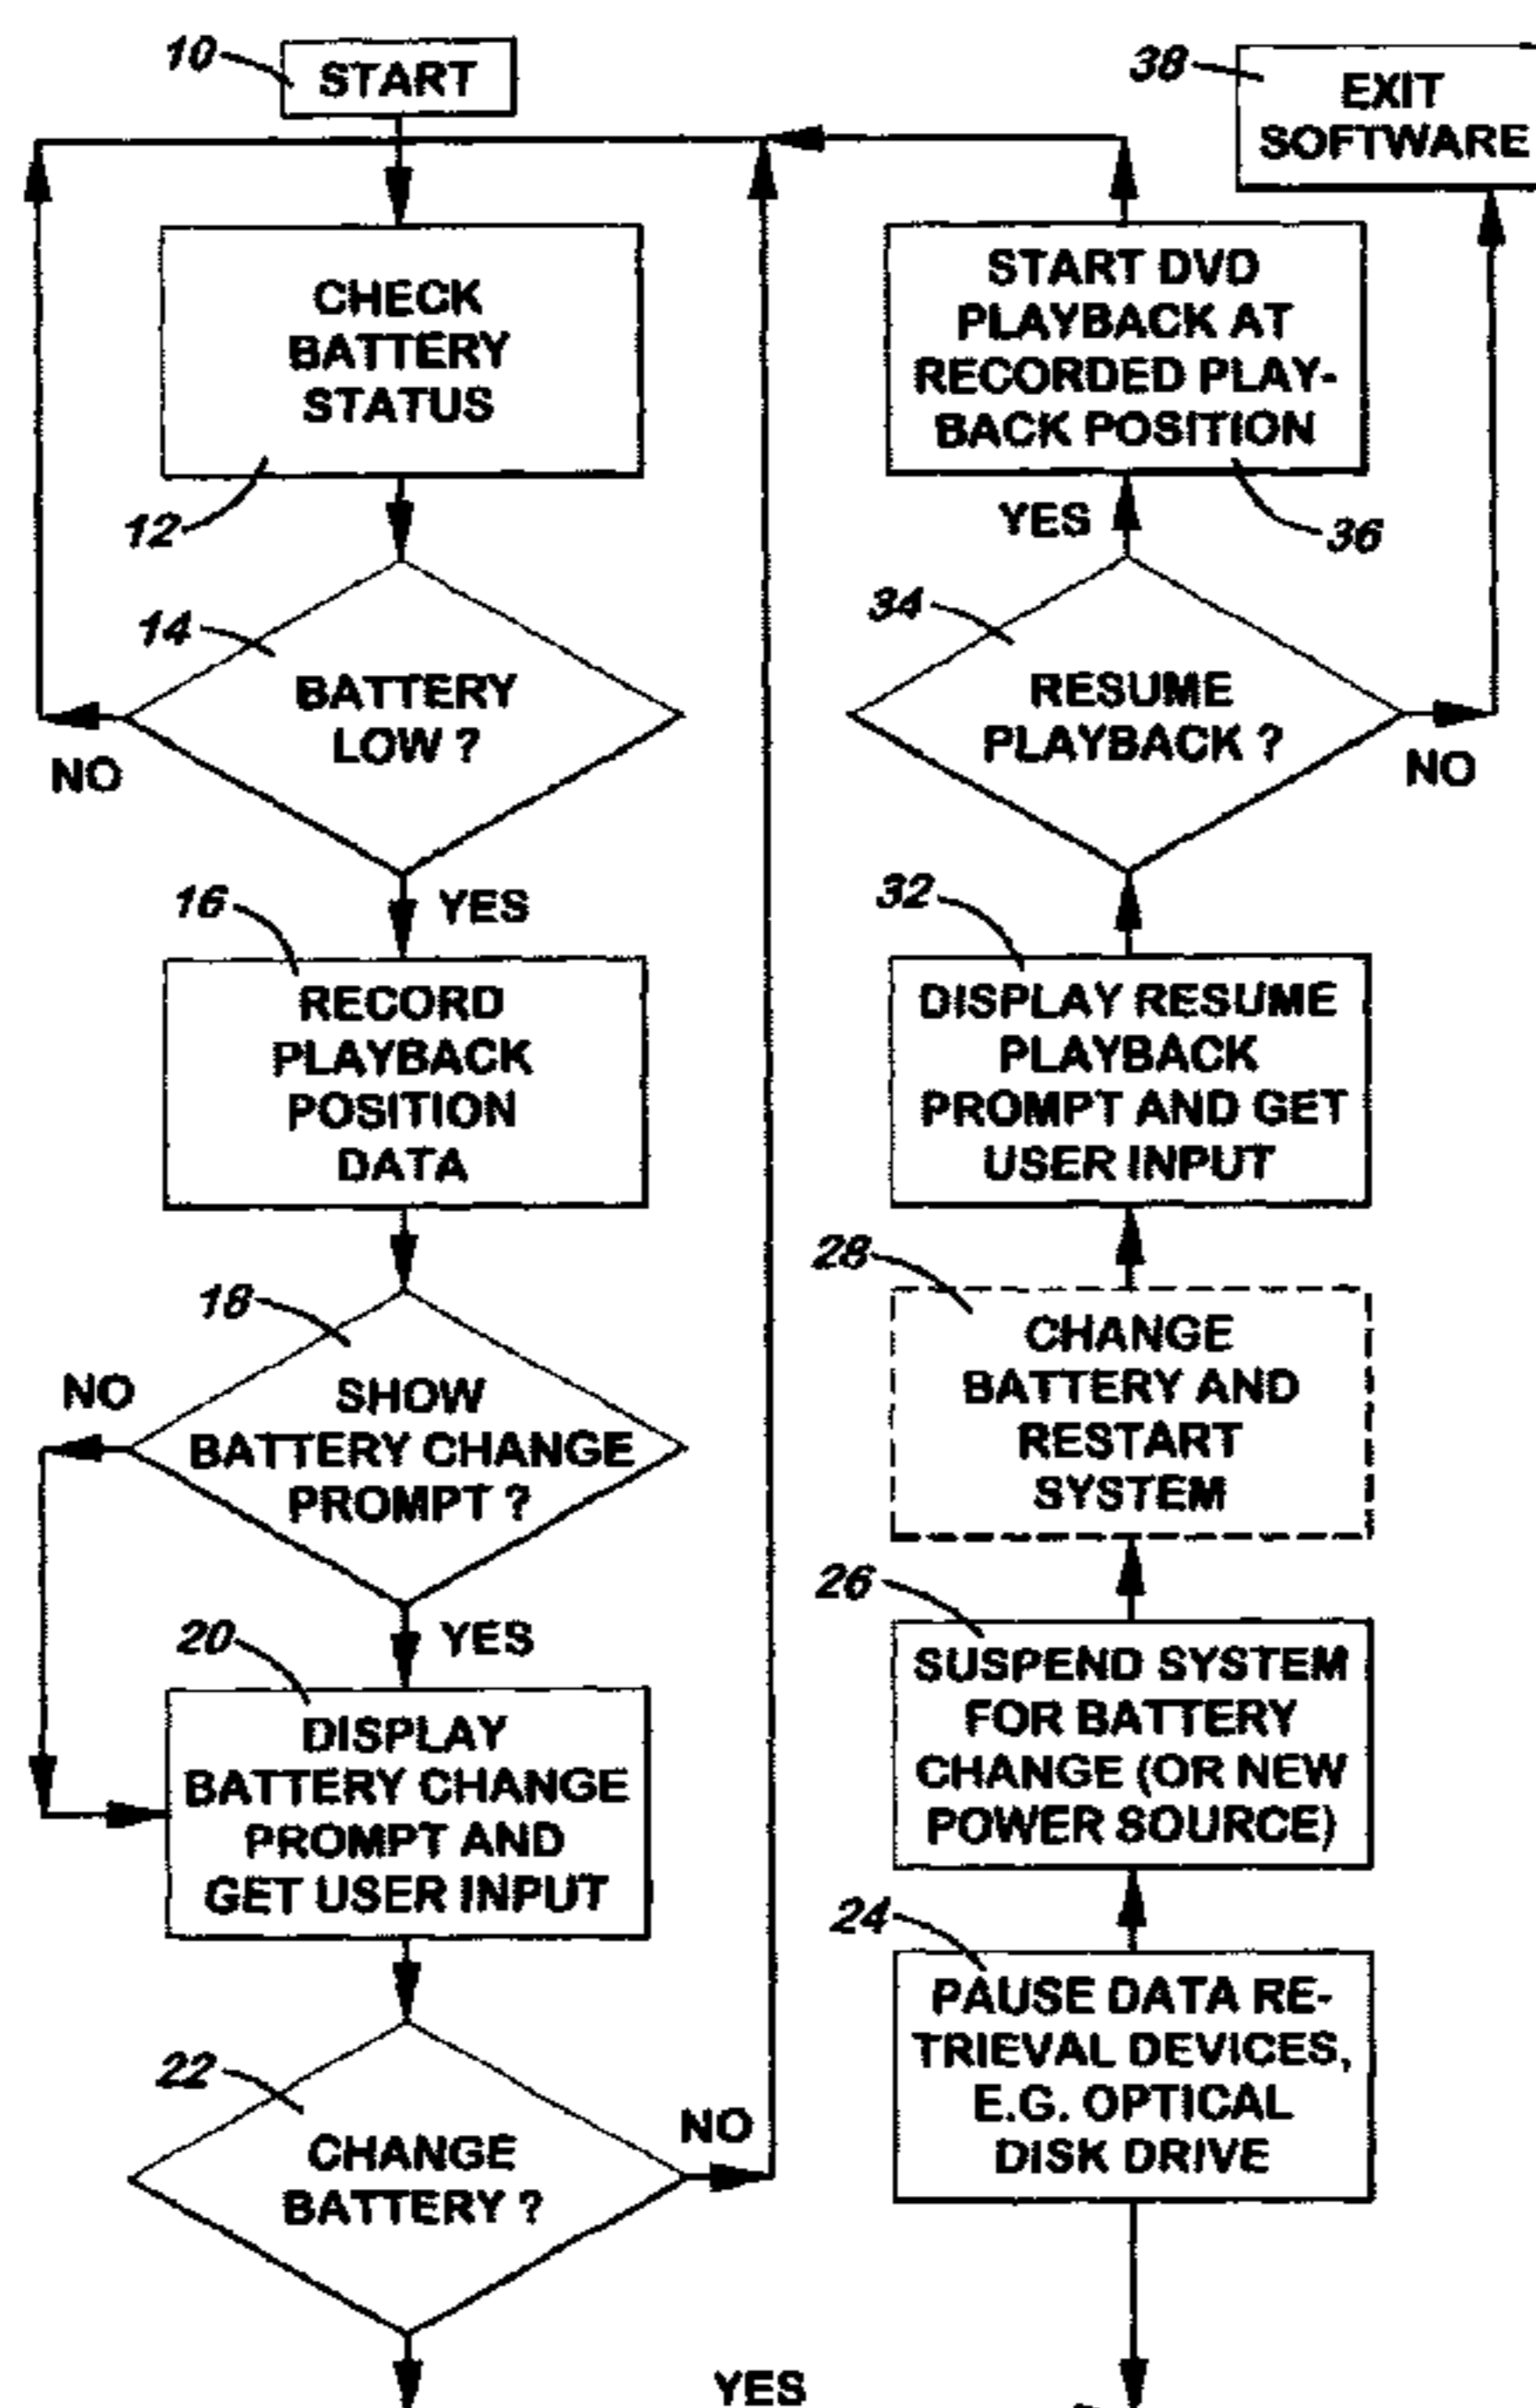 10
START
CHECK
BATTERY
STATUS
12
14
BATTERY
LOW ?
NO
YES
16
RECORD
PLAYBACK
POSITION
DATA
18
NO
SHOW
BATTERY CHANGE
PROMPT ?
YES
20
DISPLAY
BATTERY CHANGE
PROMPT AND
GET USER INPUT
22
CHANGE
BATTERY ?
NO
YES
24
PAUSE DATA RE-
TRIEVAL DEVICES,
E.G. OPTICAL
DISK DRIVE
26
SUSPEND SYSTEM
FOR BATTERY
CHANGE (OR NEW
POWER SOURCE)
28
CHANGE
BATTERY AND
RESTART
SYSTEM
32
DISPLAY RESUME
PLAYBACK
PROMPT AND GET
USER INPUT
34
RESUME
PLAYBACK ?
NO
YES
START DVD
PLAYBACK AT
RECORDED PLAY-
BACK POSITION
36
38
EXIT
SOFTWARE